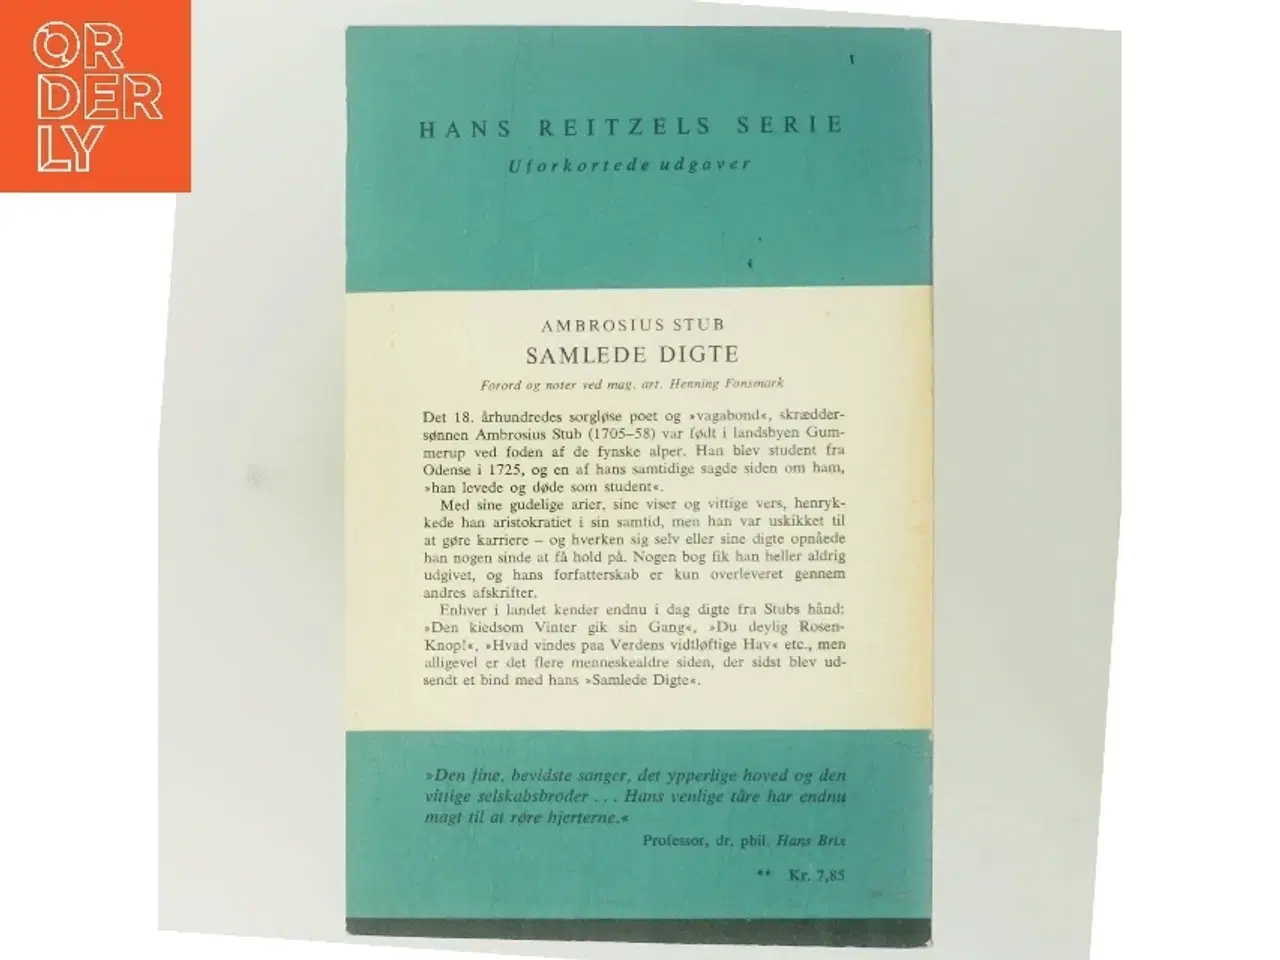 ORDERLY
HANS REITZELS SERIE
Uforkortede udgaver
AMBROSIUS STUB
SAMLEDE DIGTE
Forord og noter ved mag. art. Henning Fonsmark
Det 18. århundredes sorgløse poet og »vagabond«, skrædder-
sønnen Ambrosius Stub (1705–58) var født i landsbyen Gum-
merup ved foden af de fynske alper. Han blev student fra
Odense i 1725, og en af hans samtidige sagde siden om ham,
»han levede og døde som student«.
Med sine gudelige arier, sine viser og vittige vers, henryk-
kede han aristokratiet i sin samtid, men han var uskikket til
at gøre karriere – og hverken sig selv eller sine digte opnåede
han nogen sinde at få hold på. Nogen bog fik han heller aldrig
udgivet, og hans forfatterskab er kun overleveret gennem
andres afskrifter.
Enhver i landet kender endnu i dag digte fra Stubs hånd:
»Den kiedsom Vinter gik sin Gang«, »Du deylig Rosen-
Knop!«, »Hvad vindes paa Verdens vidtløftige Hav« etc., men
alligevel er det flere menneskealdre siden, der sidst blev ud-
sendt et bind med hans »Samlede Digte«.
»Den fine, bevidste sanger, det ypperlige hoved og den
vittige selskabsbroder . . . Hans venlige tåre har endnu
magt til at røre hjerterne.«
Professor, dr. phil. Hans Brix
** Kr. 7,85